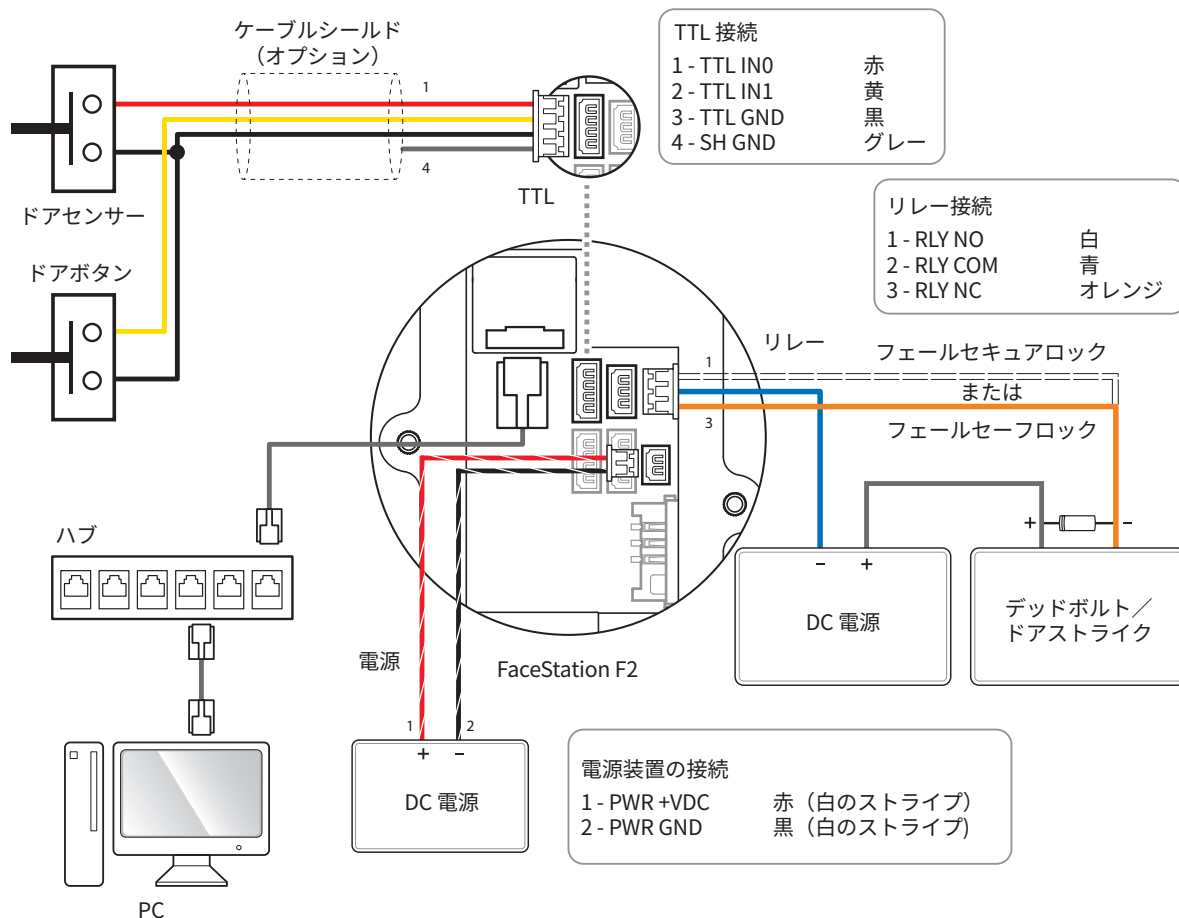 ケーブルシールド
（オプション）
1
4
TTL
ドアセンサー
ドアボタン
TTL 接続
1 - TTL IN0 赤
2 - TTL IN1 黄
3 - TTL GND 黒
4 - SH GND グレー
リレー接続
1 - RLY NO 白
2 - RLY COM 青
3 - RLY NC オレンジ
リレー
1
3
フェールセキュアロック
または
フェールセーフロック
+ −
− +
DC 電源
デッドボルト／
ドアストライク
ハブ
電源
FaceStation F2
1 2
+ −
DC 電源
電源装置の接続
1 - PWR +VDC 赤（白のストライプ）
2 - PWR GND 黒（白のストライプ)
PC